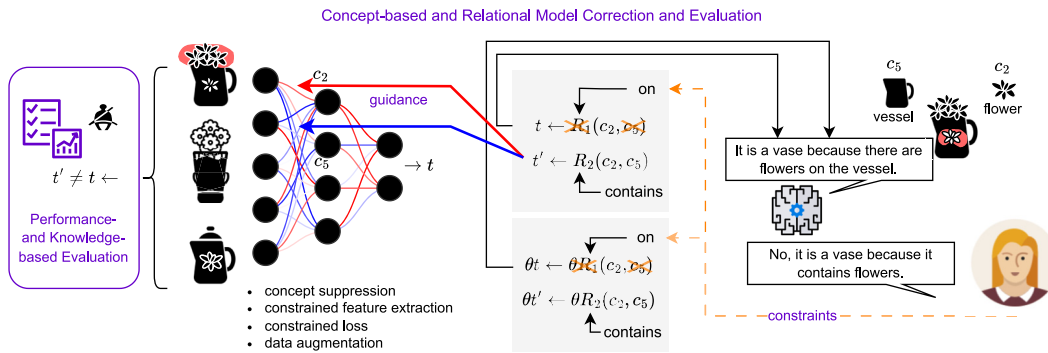 Concept-based and Relational Model Correction and Evaluation
t′ ≠ t ←
Performance-
and Knowledge-
based Evaluation
c₂
c₅
guidance
→ t
• concept suppression
• constrained feature extraction
• constrained loss
• data augmentation
on
t ← R₁(c₂, c₅)
t′ ← R₂(c₂, c₅)
contains
on
θt ← θR₁(c₂, c₅)
θt′ ← θR₂(c₂, c₅)
contains
c₅
vessel
c₂
flower
It is a vase because there are
flowers on the vessel.
No, it is a vase because it
contains flowers.
constraints